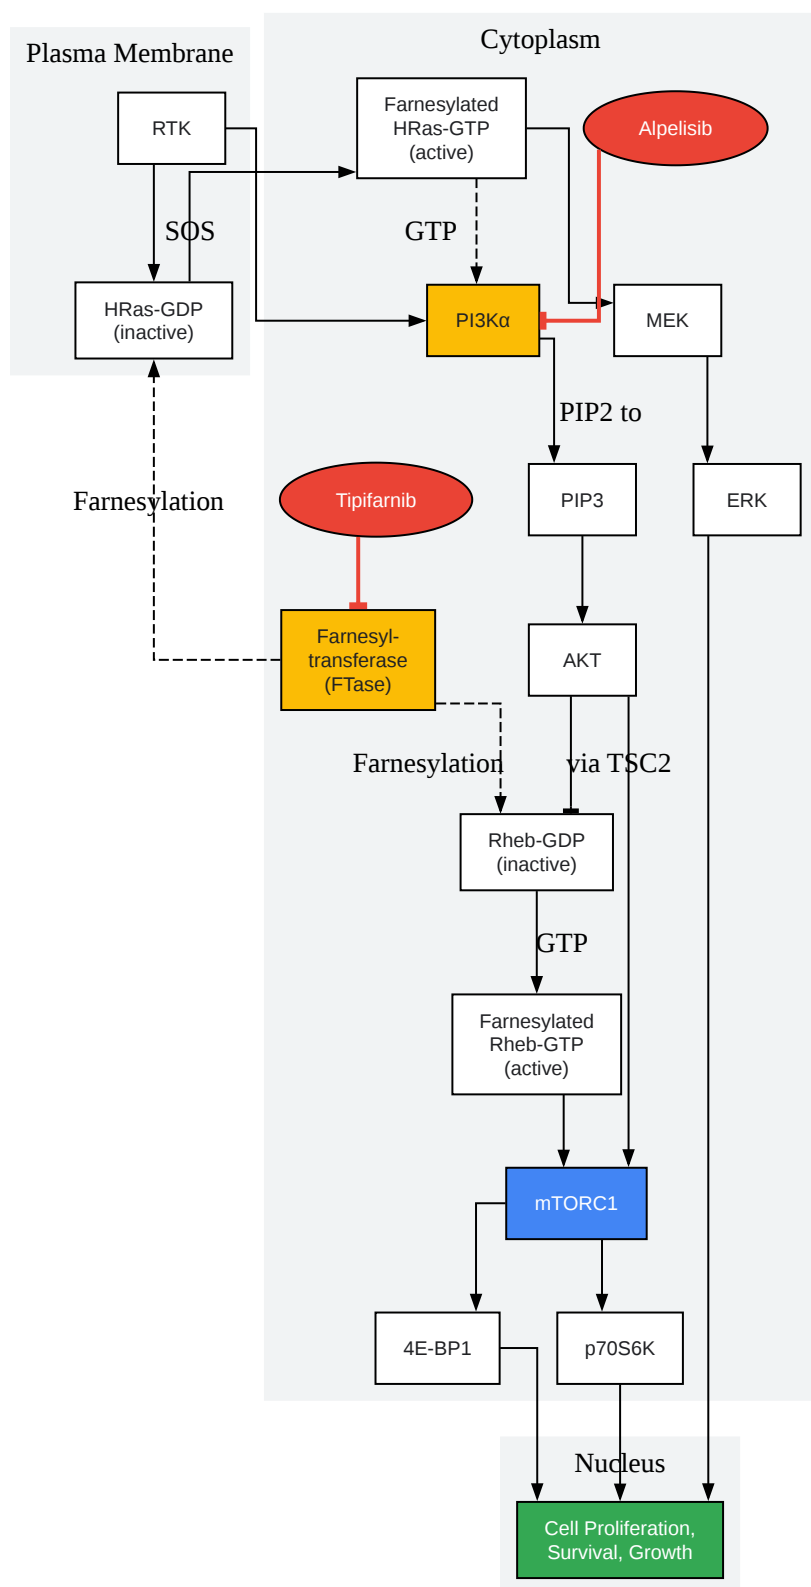 Plasma Membrane
Cytoplasm
RTK
Farnesylated
HRas-GTP
(active)
Alpelisib
SOS
GTP
HRas-GDP
(inactive)
PI3Kα
MEK
PIP2 to
Farnesylation
Tipifarnib
PIP3
ERK
Farnesyl-
transferase
(FTase)
AKT
Farnesylation
via TSC2
Rheb-GDP
(inactive)
GTP
Farnesylated
Rheb-GTP
(active)
mTORC1
4E-BP1
p70S6K
Nucleus
Cell Proliferation,
Survival, Growth